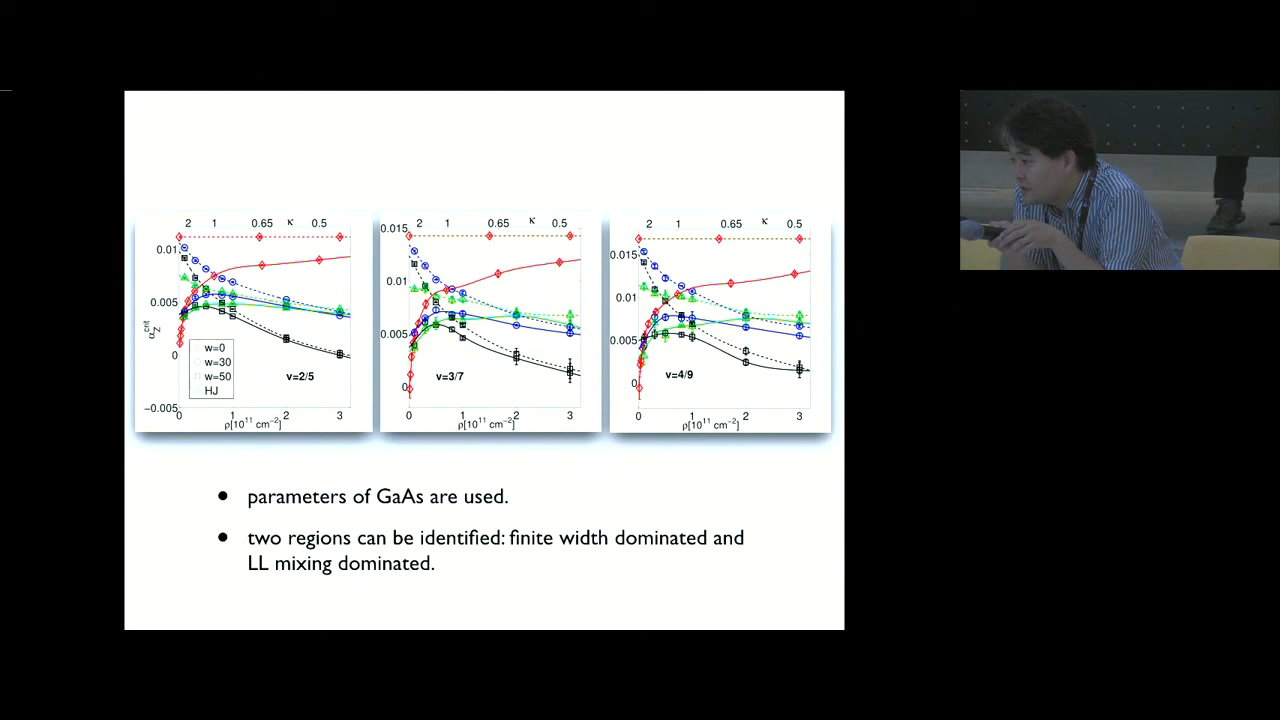 2 1 0.65 κ 0.5
0.01
0.005
0
−0.005
α_Z^crit
w=0
w=30
w=50
HJ
ν=2/5
0 1 2 3
ρ[10^11 cm^-2]
2 1 0.65 κ 0.5
0.015
0.01
0.005
0
ν=3/7
0 1 2 3
ρ[10^11 cm^-2]
2 1 0.65 κ 0.5
0.015
0.01
0.005
0
ν=4/9
0 1 2 3
ρ[10^11 cm^-2]
• parameters of GaAs are used.
• two regions can be identified: finite width dominated and
LL mixing dominated.